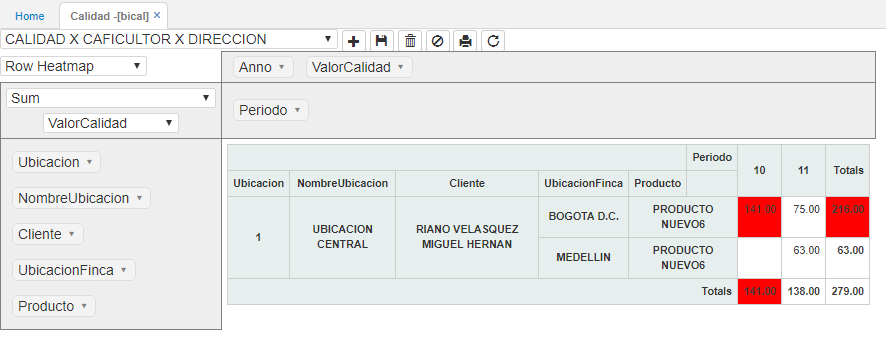 Home
Calidad -[bical] ×
CALIDAD X CAFICULTOR X DIRECCION
Row Heatmap
Anno ValorCalidad
Sum
ValorCalidad
Periodo
Ubicacion
NombreUbicacion
Cliente
UbicacionFinca
Producto
Periodo 10 11 Totals
Ubicacion NombreUbicacion Cliente UbicacionFinca Producto
1 UBICACION CENTRAL RIANO VELASQUEZ MIGUEL HERNAN BOGOTA D.C. PRODUCTO NUEVO6 141.00 75.00 216.00
MEDELLIN PRODUCTO NUEVO6 63.00 63.00
Totals 141.00 138.00 279.00